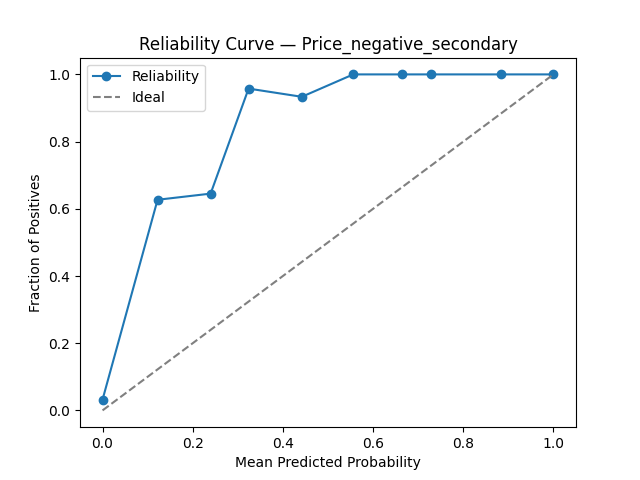 Reliability Curve — Price_negative_secondary
Reliability
Ideal
Fraction of Positives
1.0
0.8
0.6
0.4
0.2
0.0
0.0 0.2 0.4 0.6 0.8 1.0
Mean Predicted Probability